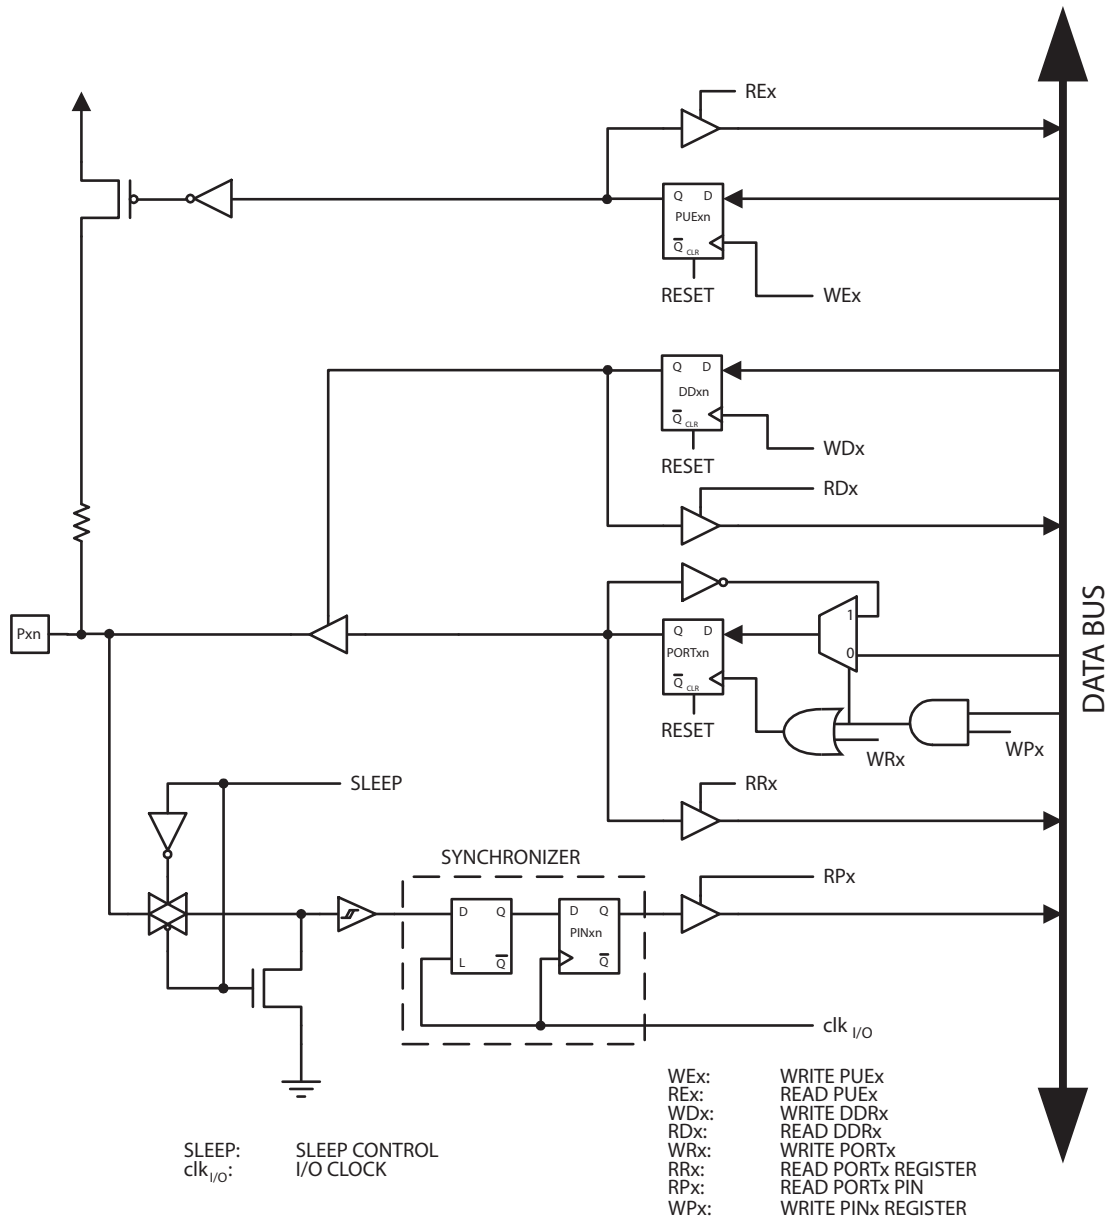 REx
Q D
PUExn
Q CLR
RESET
WEx
Q D
DDxn
Q CLR
RESET
WDx
RDx
Pxn
1
0
Q D
PORTxn
Q CLR
RESET
WRx
WPx
DATA BUS
SLEEP
RRx
SYNCHRONIZER
RPx
D Q
L Q
D Q
PINxn
Q
clk I/O
WEx: WRITE PUEx
REx: READ PUEx
WDx: WRITE DDRx
RDx: READ DDRx
WRx: WRITE PORTx
RRx: READ PORTx REGISTER
RPx: READ PORTx PIN
WPx: WRITE PINx REGISTER
SLEEP: SLEEP CONTROL
clk I/O: I/O CLOCK